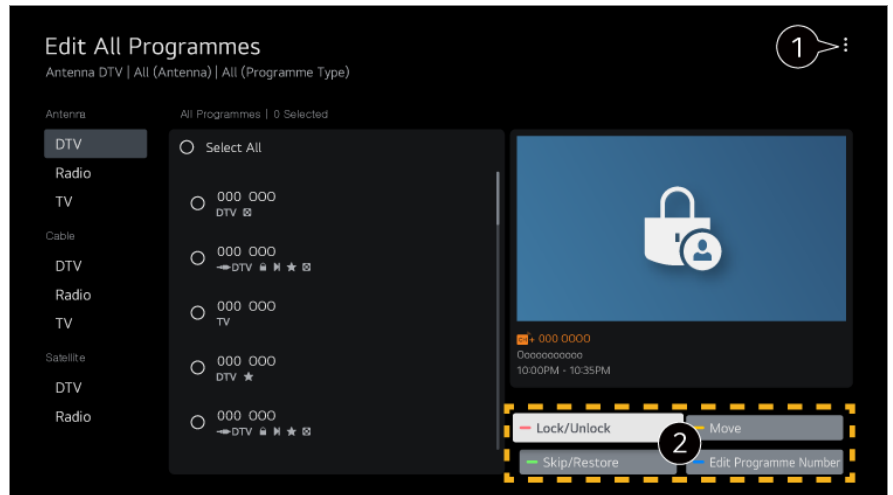 Edit All Programmes
1
Antenna DTV | All (Antenna) | All (Programme Type)
Antenna
DTV
Radio
TV
Cable
DTV
Radio
TV
Satellite
DTV
Radio
All Programmes | 0 Selected
Select All
000 000
DTV
000 000
DTV
000 000
TV
000 000
DTV
000 000
DTV
CH+ 000 0000
Ooooooooooo
10:00PM - 10:35PM
Lock/Unlock
Move
2
Skip/Restore
Edit Programme Number